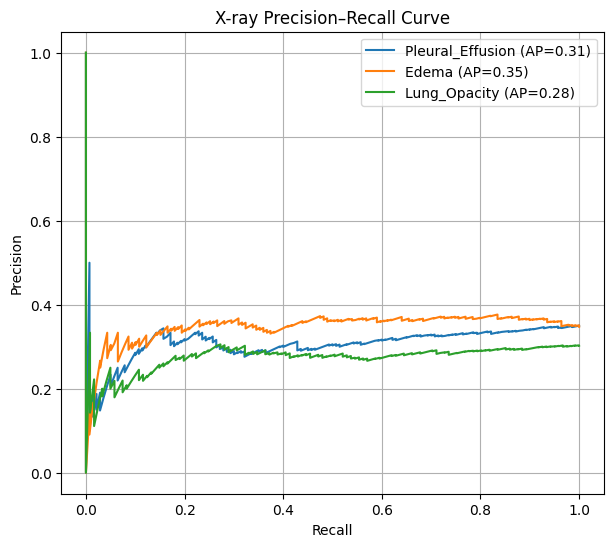 X-ray Precision–Recall Curve
Pleural_Effusion (AP=0.31)
Edema (AP=0.35)
Lung_Opacity (AP=0.28)
Precision
1.0
0.8
0.6
0.4
0.2
0.0
0.0 0.2 0.4 0.6 0.8 1.0
Recall